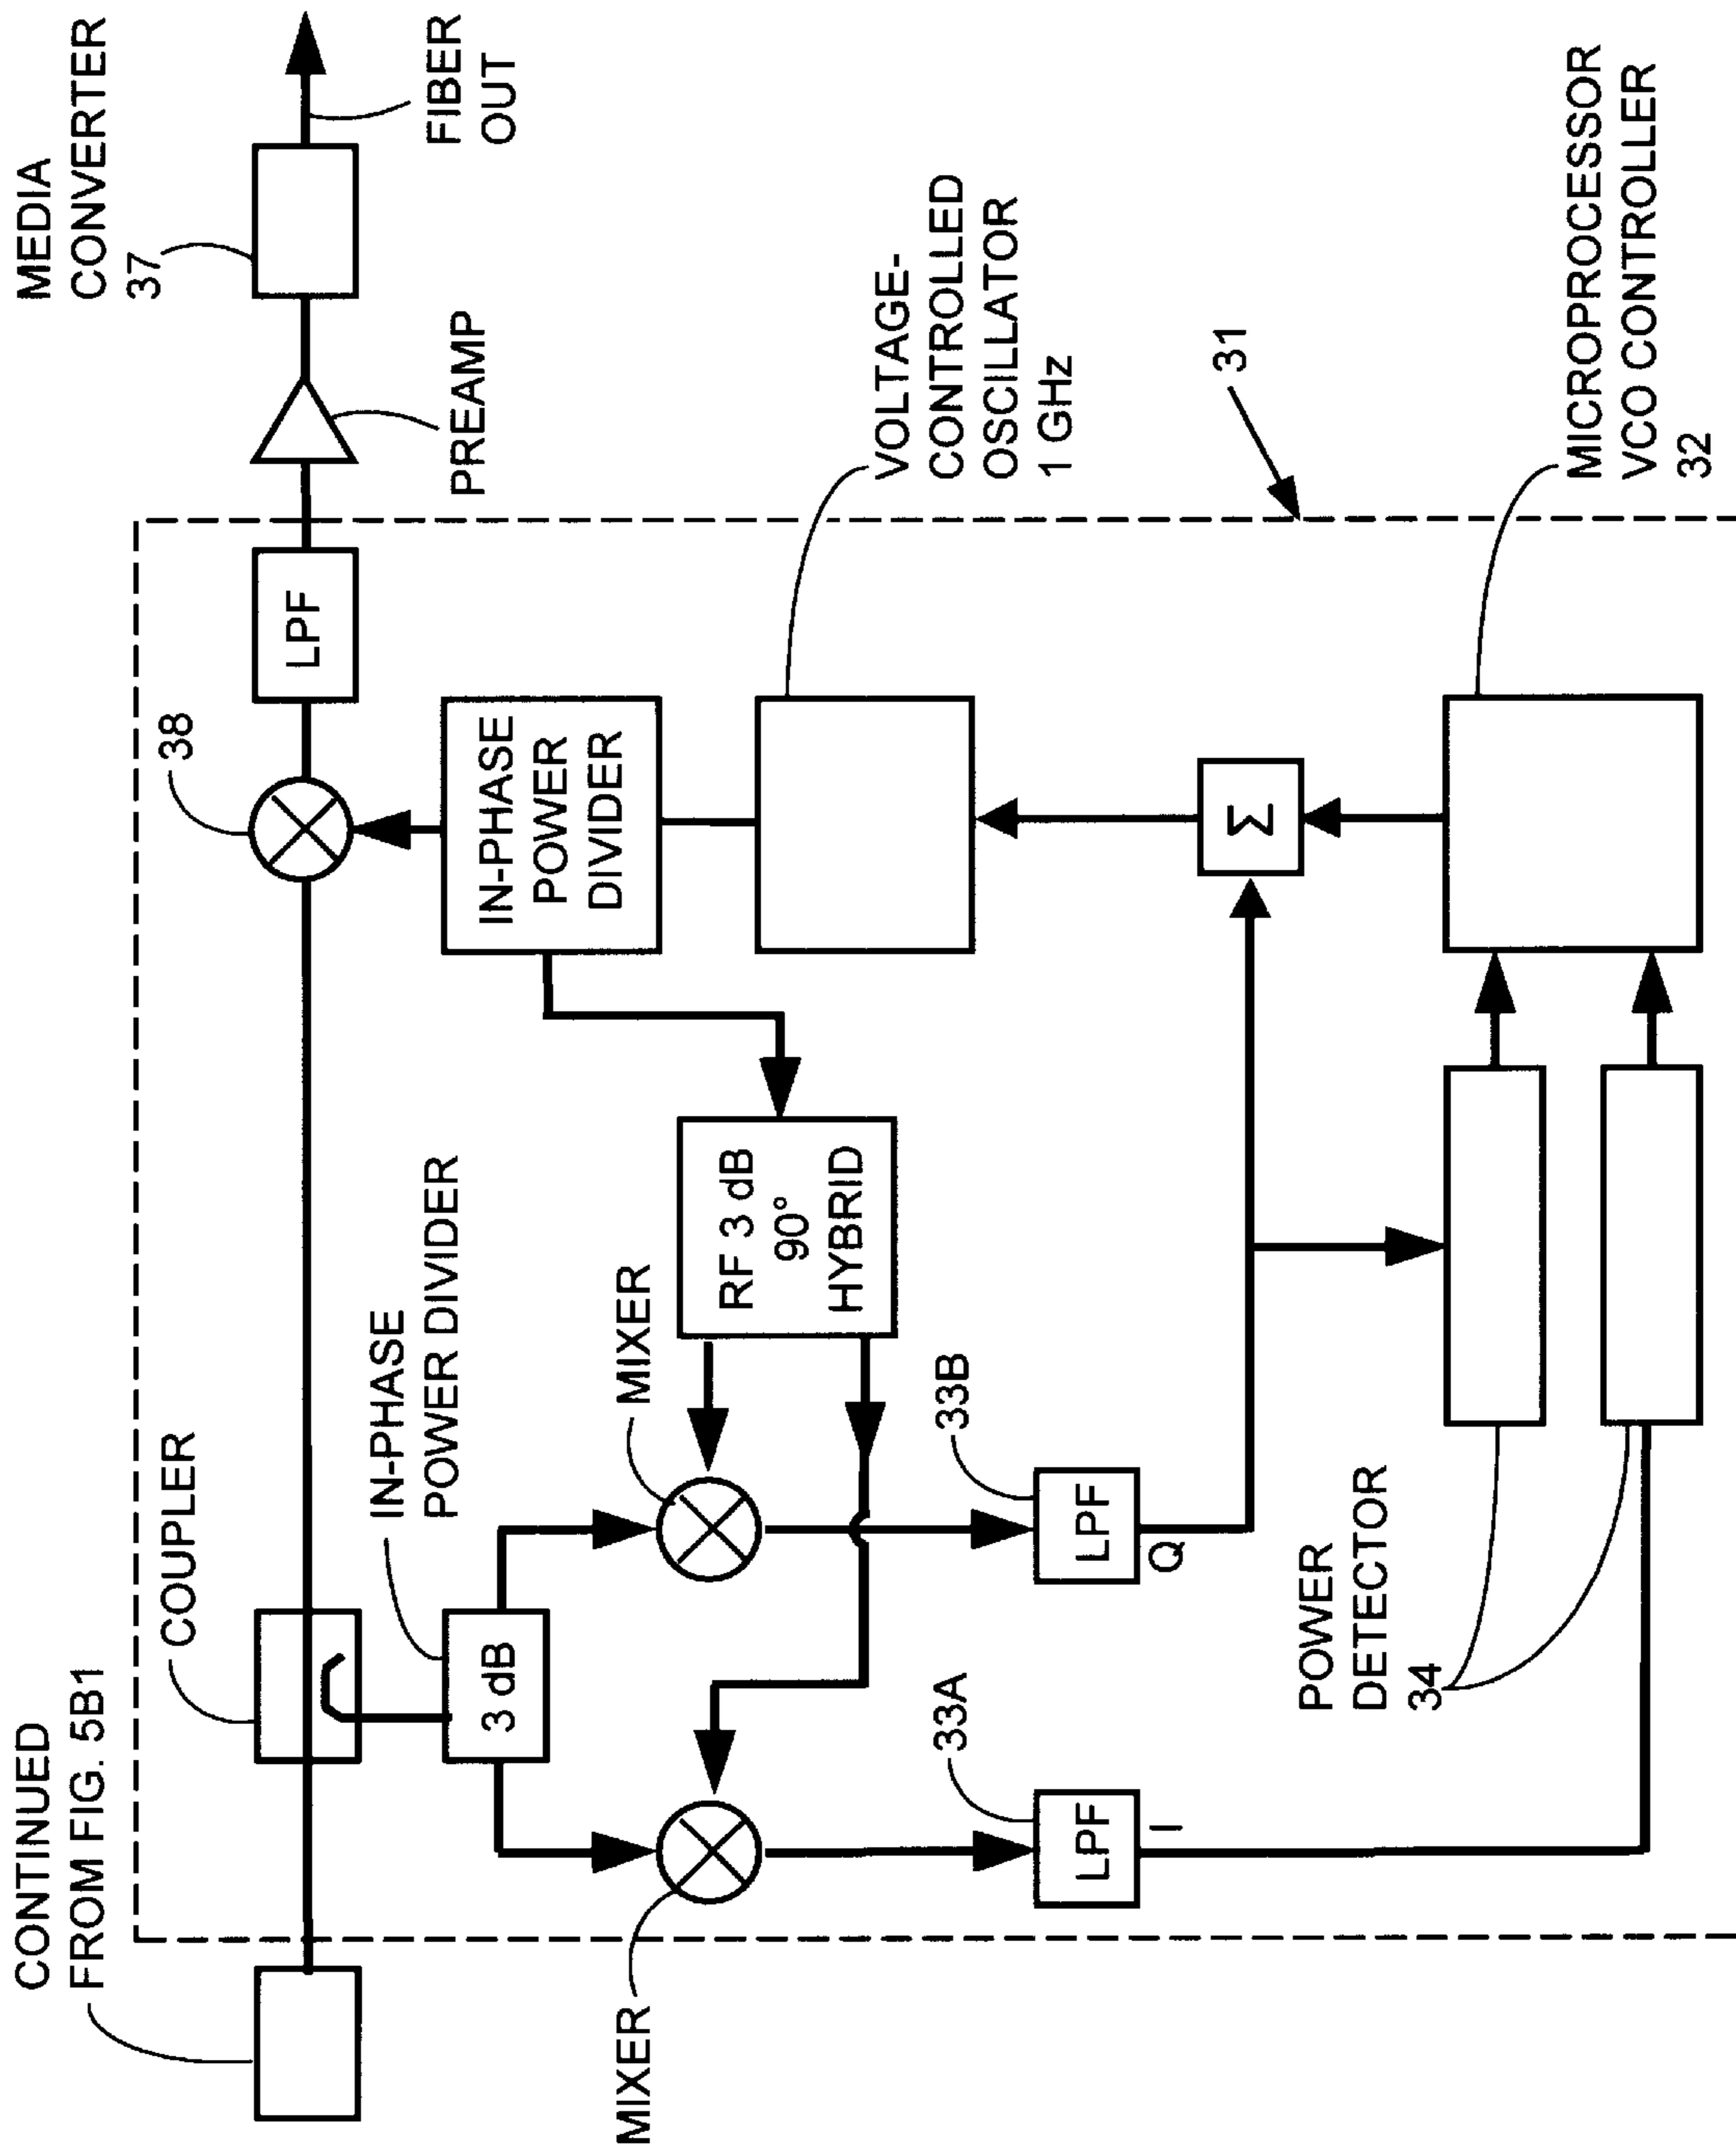 CONTINUED
FROM FIG. 5B1
COUPLER
38
MEDIA
CONVERTER
37
LPF
PREAMP
FIBER
OUT
IN-PHASE
POWER DIVIDER
3 dB
IN-PHASE
POWER
DIVIDER
MIXER
MIXER
RF 3 dB
90°
HYBRID
VOLTAGE-
CONTROLLED
OSCILLATOR
1 GHz
33A
LPF
I
33B
LPF
Q
Σ
31
POWER
DETECTOR
34
MICROPROCESSOR
VCO CONTROLLER
32